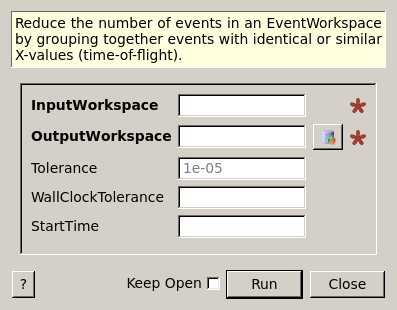 Reduce the number of events in an EventWorkspace
by grouping together events with identical or similar
X-values (time-of-flight).
InputWorkspace
OutputWorkspace
Tolerance 1e-05
WallClockTolerance
StartTime
? Keep Open Run Close